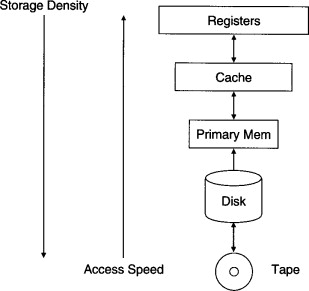 Storage Density
Registers
Cache
Primary Mem
Disk
Access Speed
Tape